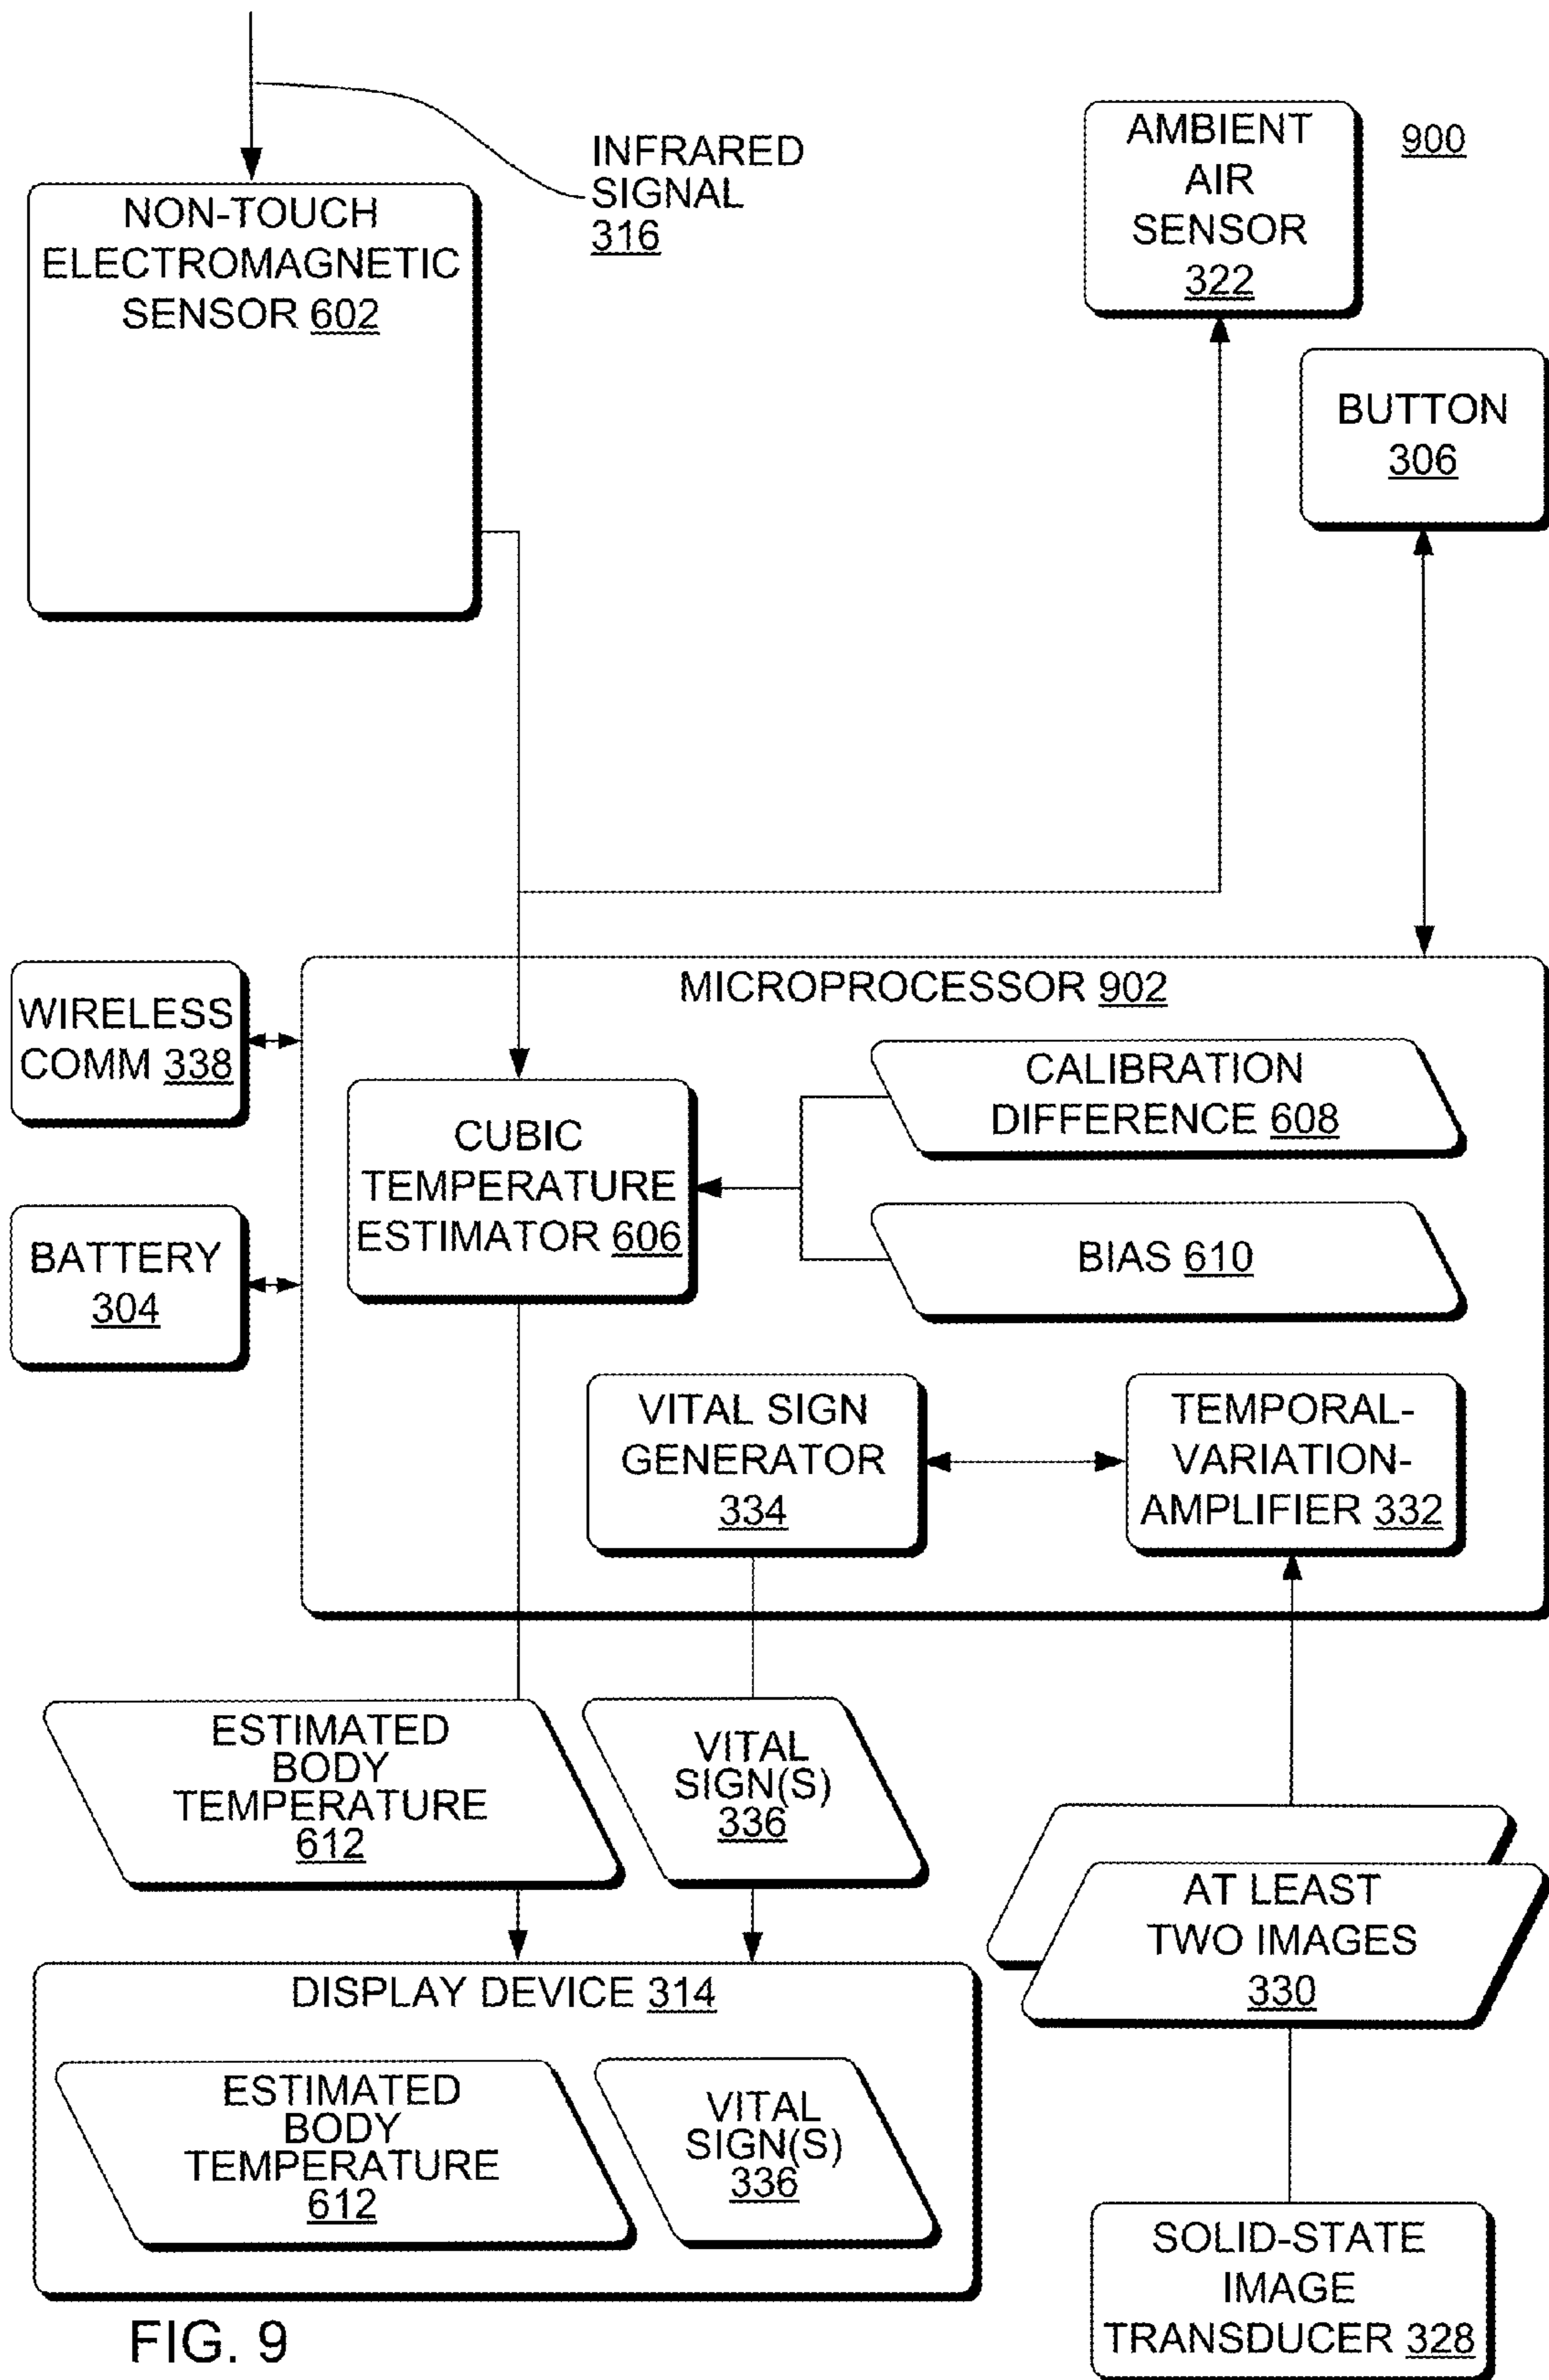 INFRARED
SIGNAL
316
NON-TOUCH
ELECTROMAGNETIC
SENSOR 602
AMBIENT
AIR
SENSOR
322
900
BUTTON
306
WIRELESS
COMM 338
BATTERY
304
MICROPROCESSOR 902
CUBIC
TEMPERATURE
ESTIMATOR 606
CALIBRATION
DIFFERENCE 608
BIAS 610
VITAL SIGN
GENERATOR
334
TEMPORAL-
VARIATION-
AMPLIFIER 332
ESTIMATED
BODY
TEMPERATURE
612
VITAL
SIGN(S)
336
AT LEAST
TWO IMAGES
330
DISPLAY DEVICE 314
ESTIMATED
BODY
TEMPERATURE
612
VITAL
SIGN(S)
336
SOLID-STATE
IMAGE
TRANSDUCER 328
FIG. 9